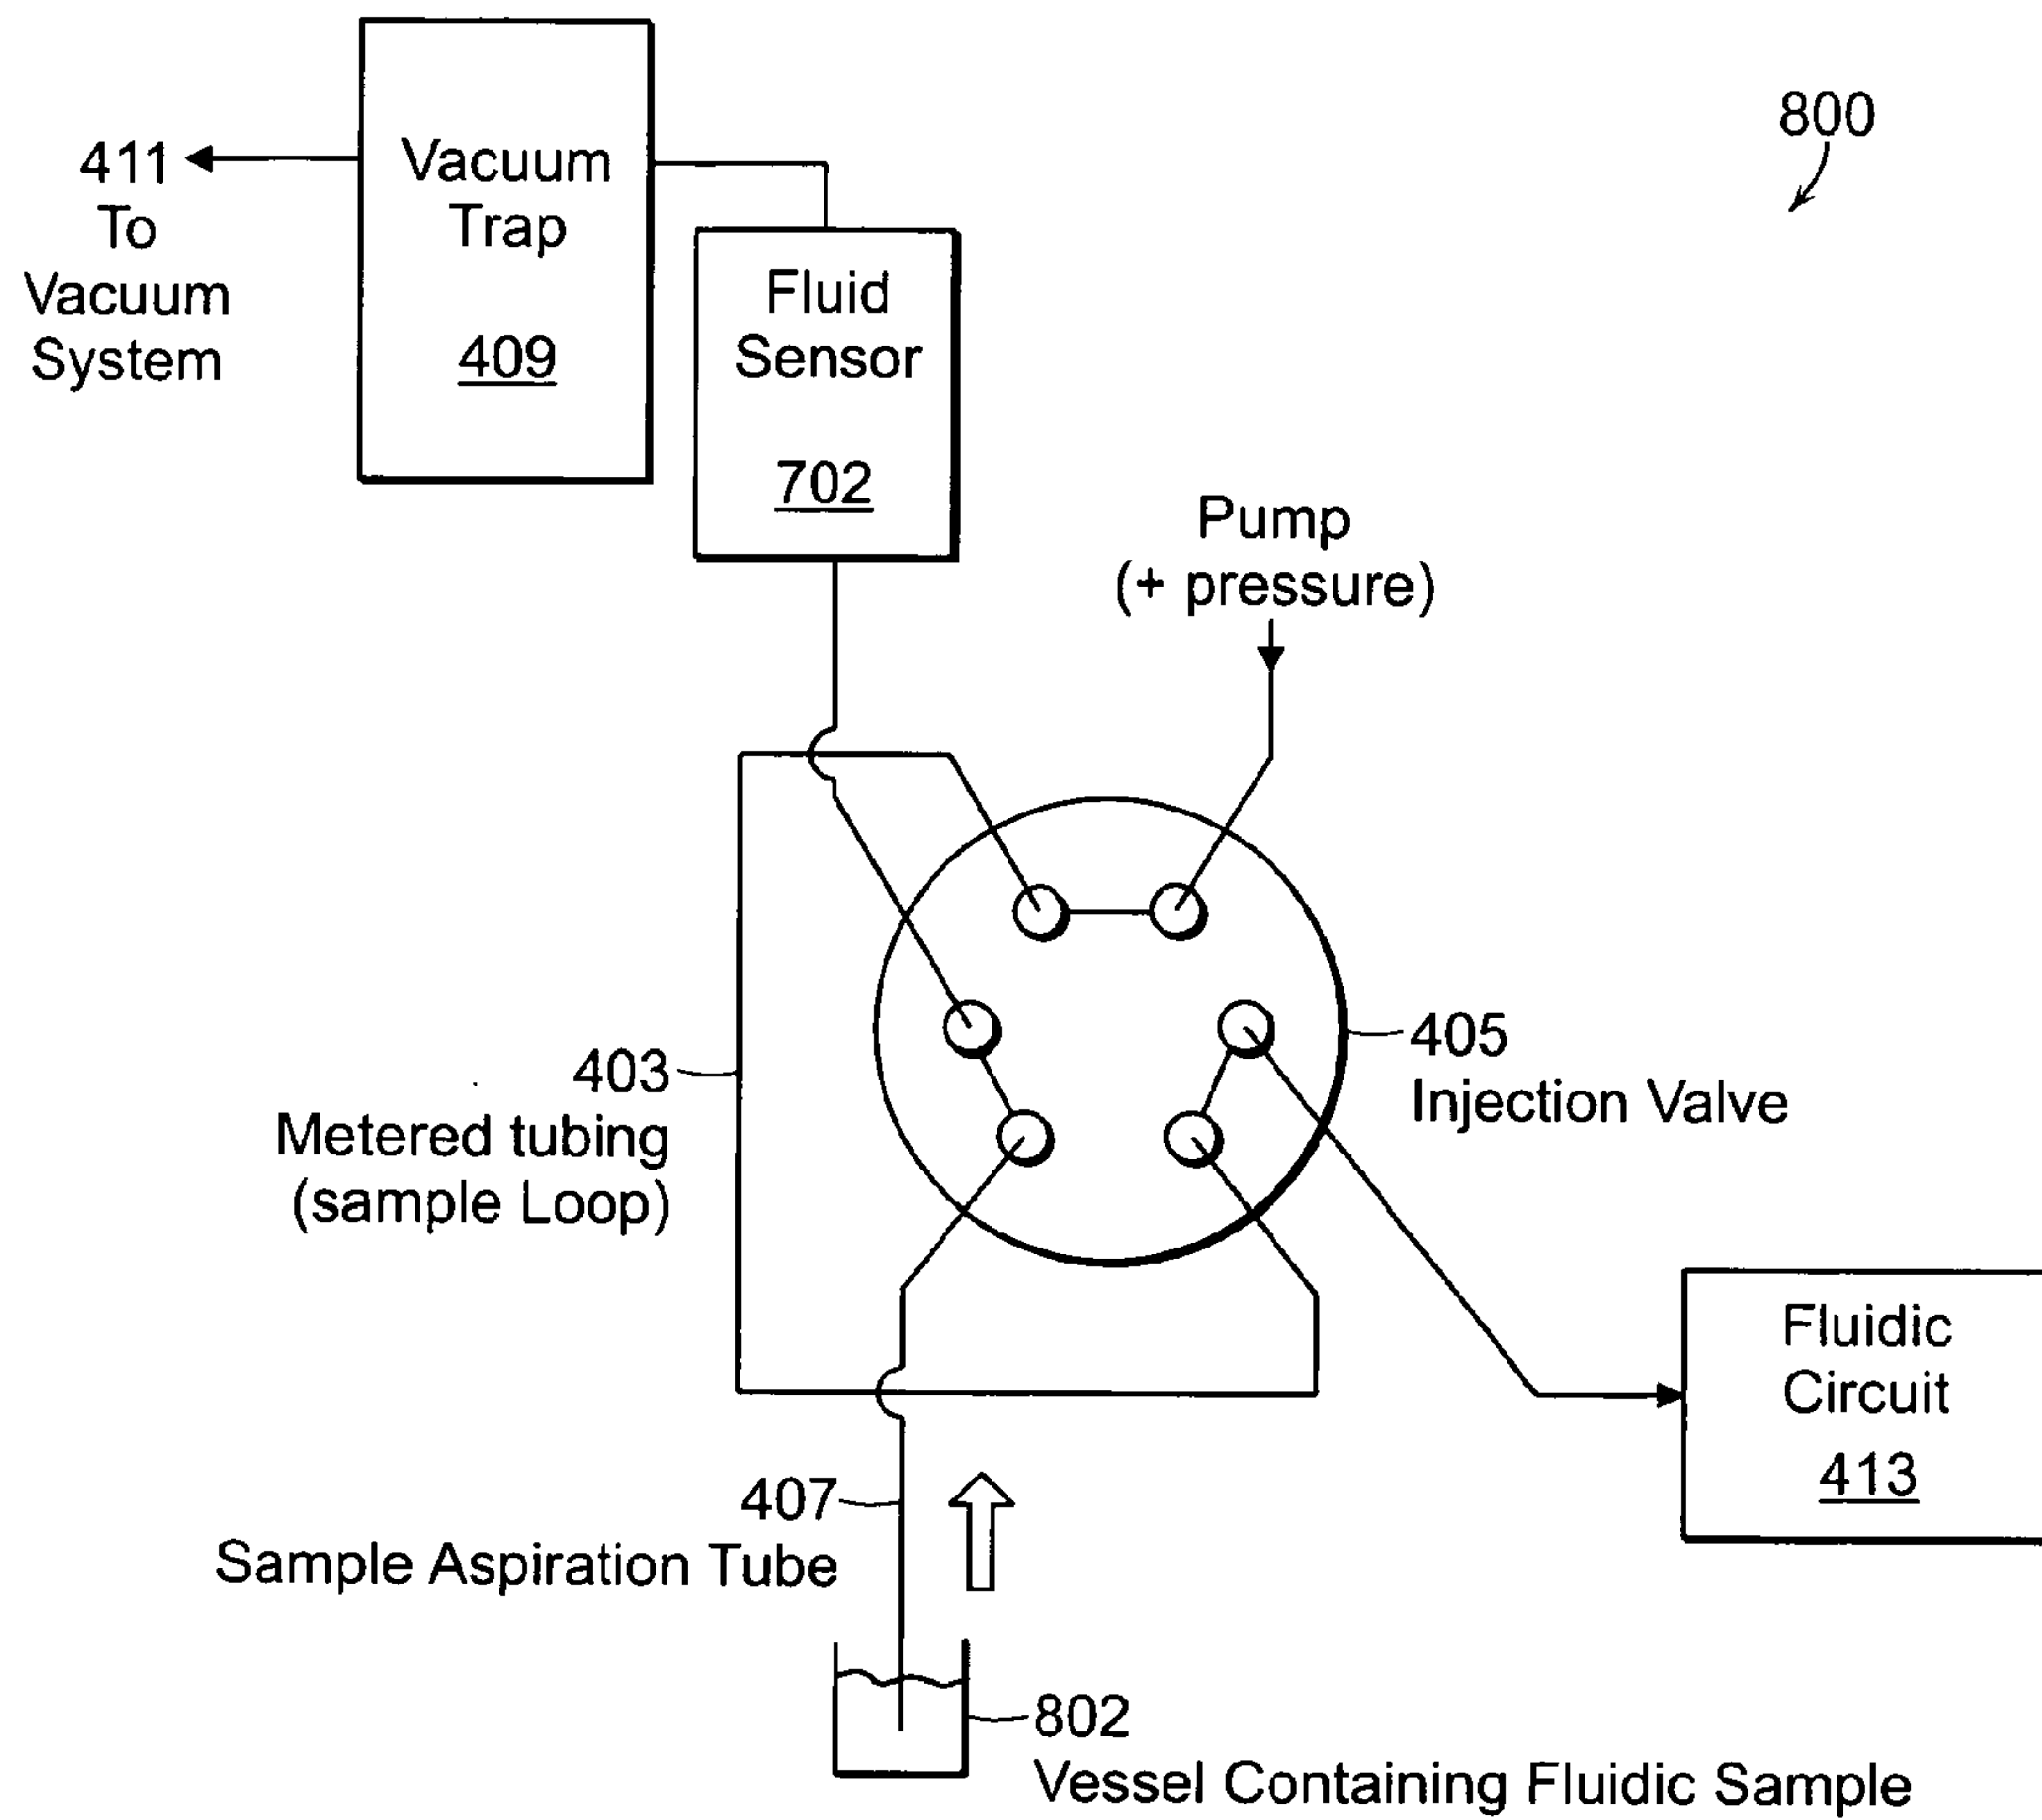 800
411
To
Vacuum
System
Vacuum
Trap
409
Fluid
Sensor
702
Pump
(+ pressure)
405
Injection Valve
403
Metered tubing
(sample Loop)
Fluidic
Circuit
413
407
Sample Aspiration Tube
802
Vessel Containing Fluidic Sample